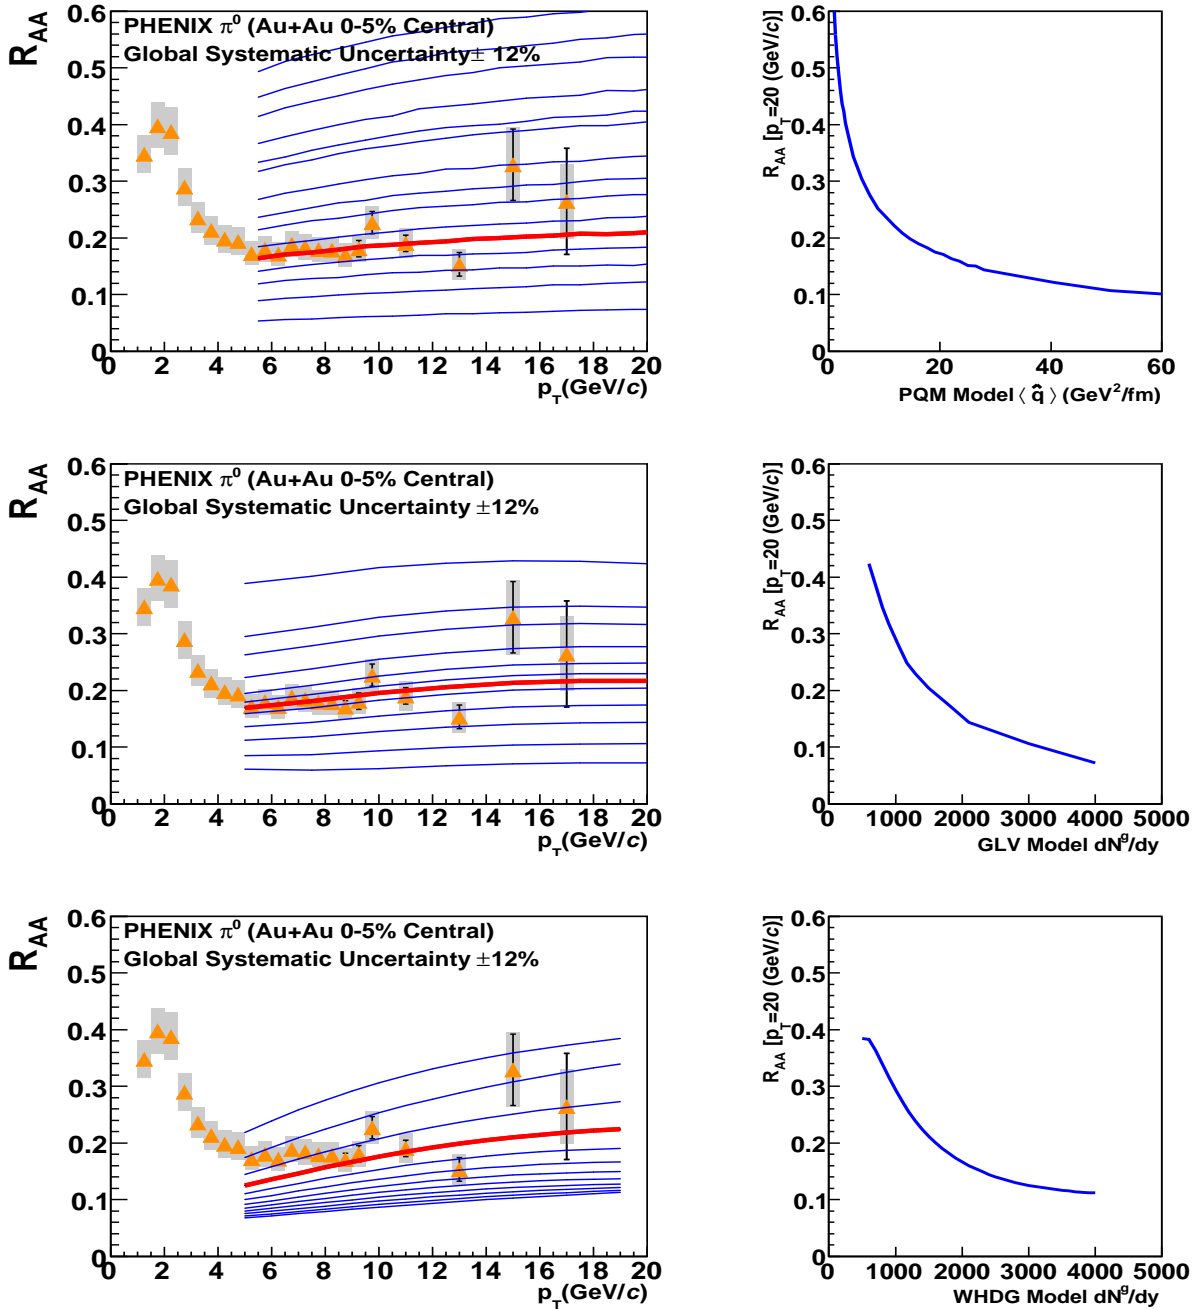 PHENIX π⁰ (Au+Au 0-5% Central)
Global Systematic Uncertainty ± 12%
R_AA
0.6
0.5
0.4
0.3
0.2
0.1
0
0 2 4 6 8 10 12 14 16 18 20
p_T(GeV/c)
R_AA [p_T=20 (GeV/c)]
0.6
0.5
0.4
0.3
0.2
0.1
0
0 20 40 60
PQM Model ⟨ q̂ ⟩ (GeV²/fm)
PHENIX π⁰ (Au+Au 0-5% Central)
Global Systematic Uncertainty ±12%
R_AA
0.6
0.5
0.4
0.3
0.2
0.1
0
0 2 4 6 8 10 12 14 16 18 20
p_T(GeV/c)
R_AA [p_T=20 (GeV/c)]
0.6
0.5
0.4
0.3
0.2
0.1
0
0 1000 2000 3000 4000 5000
GLV Model dN^g/dy
PHENIX π⁰ (Au+Au 0-5% Central)
Global Systematic Uncertainty ±12%
R_AA
0.6
0.5
0.4
0.3
0.2
0.1
0
0 2 4 6 8 10 12 14 16 18 20
p_T(GeV/c)
R_AA [p_T=20 (GeV/c)]
0.6
0.5
0.4
0.3
0.2
0.1
0
0 1000 2000 3000 4000 5000
WHDG Model dN^g/dy